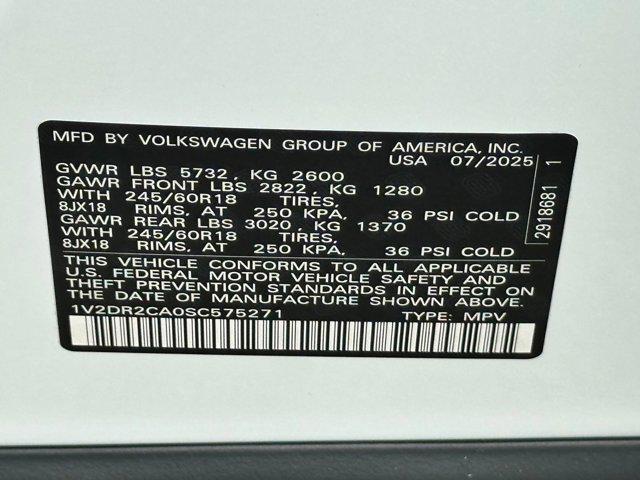 MFD BY VOLKSWAGEN GROUP OF AMERICA, INC.
USA 07/2025
GVWR LBS 5732, KG 2600
GAWR FRONT LBS 2822, KG 1280
WITH 245/60R18 TIRES,
8JX18 RIMS, AT 250 KPA, 36 PSI COLD
GAWR REAR LBS 3020, KG 1370
WITH 245/60R18 TIRES,
8JX18 RIMS, AT 250 KPA, 36 PSI COLD
THIS VEHICLE CONFORMS TO ALL APPLICABLE
U.S. FEDERAL MOTOR VEHICLE SAFETY AND
THEFT PREVENTION STANDARDS IN EFFECT ON
THE DATE OF MANUFACTURE SHOWN ABOVE.
1V2DR2CA0SC575271 TYPE: MPV
2918681 1